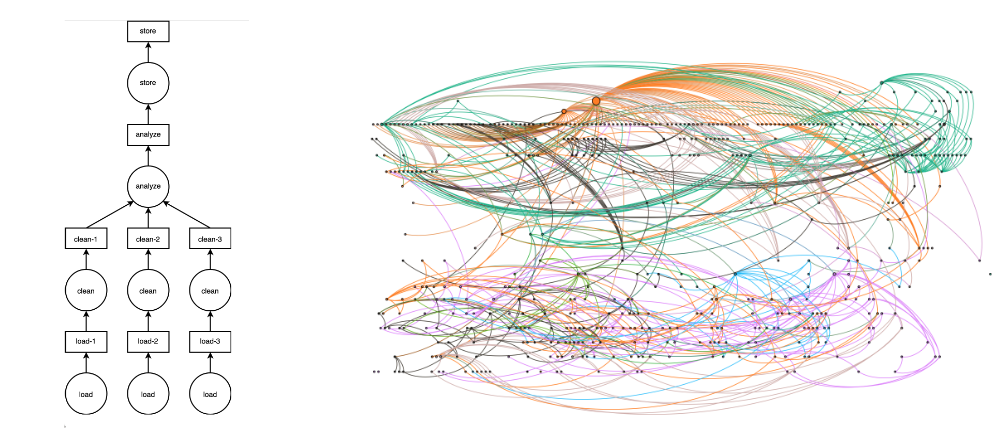 store
store
analyze
analyze
clean-1 clean-2 clean-3
clean clean clean
load-1 load-2 load-3
load load load